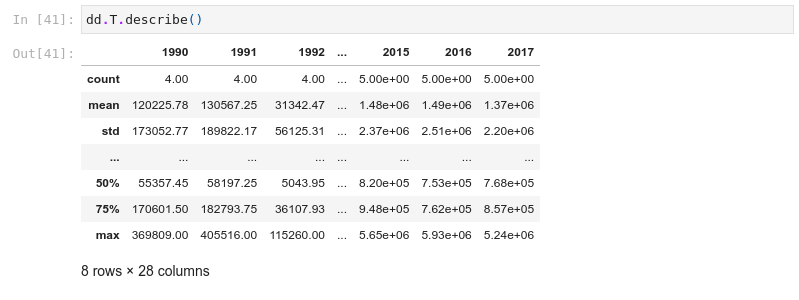 In [41]: dd.T.describe()
Out[41]:
1990 1991 1992 ... 2015 2016 2017
count 4.00 4.00 4.00 ... 5.00e+00 5.00e+00 5.00e+00
mean 120225.78 130567.25 31342.47 ... 1.48e+06 1.49e+06 1.37e+06
std 173052.77 189822.17 56125.31 ... 2.37e+06 2.51e+06 2.20e+06
... ... ... ... ... ... ... ...
50% 55357.45 58197.25 5043.95 ... 8.20e+05 7.53e+05 7.68e+05
75% 170601.50 182793.75 36107.93 ... 9.48e+05 7.62e+05 8.57e+05
max 369809.00 405516.00 115260.00 ... 5.65e+06 5.93e+06 5.24e+06
8 rows × 28 columns